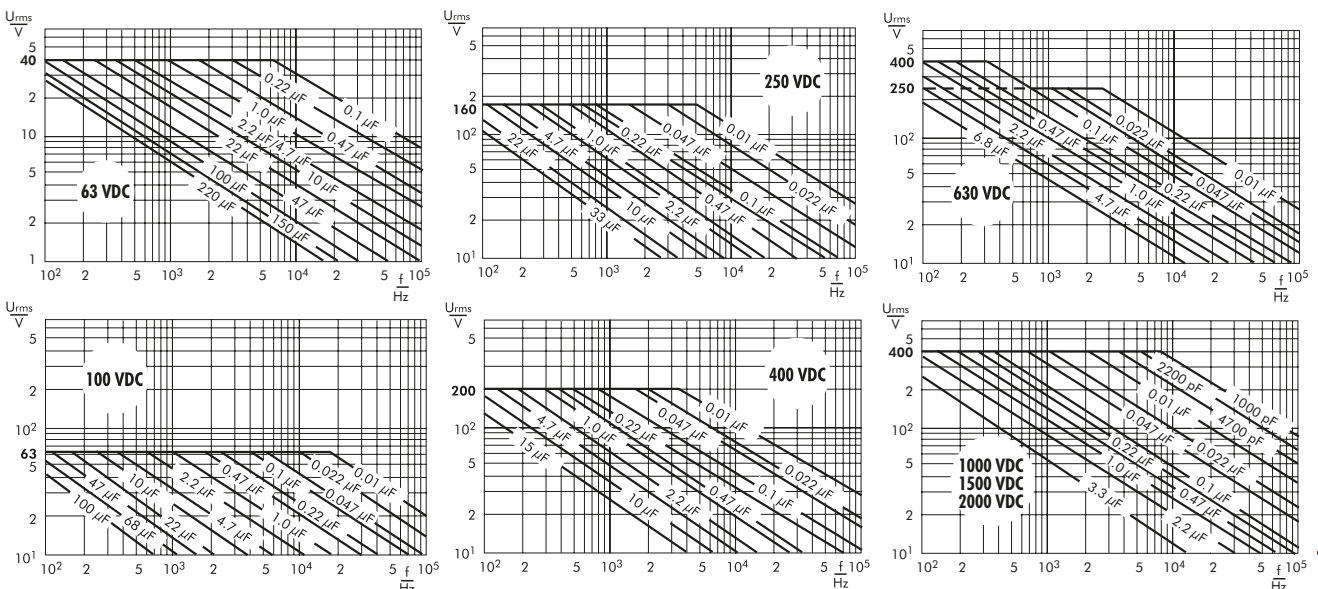 Urms
V
5
40
2
10
5
2
1
63 VDC
0.22 µF
0.1 µF
1.0 µF
0.47 µF
2.2 µF/4.7 µF
22 µF
10 µF
100 µF
47 µF
220 µF
150 µF
10² 2 5 10³ 2 5 10⁴ 2 5 10⁵
f
Hz
5
2
160
10²
5
2
10¹
250 VDC
22 µF
4.7 µF
1.0 µF
0.22 µF
0.047 µF
0.01 µF
33 µF
10 µF
2.2 µF
0.47 µF
0.1 µF
0.022 µF
10² 2 5 10³ 2 5 10⁴ 2 5 10⁵
f
Hz
Urms
V
5
400
250
10²
5
2
10¹
630 VDC
6.8 µF
2.2 µF
0.47 µF
0.1 µF
0.022 µF
4.7 µF
1.0 µF
0.22 µF
0.047 µF
0.01 µF
10² 2 5 10³ 2 5 10⁴ 2 5 10⁵
f
Hz
Urms
V
5
2
10²
63
5
2
10¹
100 VDC
100 µF
47 µF
10 µF
2.2 µF
0.47 µF
0.1 µF
0.022 µF
0.01 µF
68 µF
22 µF
4.7 µF
1.0 µF
0.22 µF
0.047 µF
10² 2 5 10³ 2 5 10⁴ 2 5 10⁵
f
Hz
Urms
V
5
200
10²
5
2
10¹
400 VDC
15 µF
4.7 µF
1.0 µF
0.22 µF
0.047 µF
0.01 µF
10 µF
2.2 µF
0.47 µF
0.1 µF
0.022 µF
10² 2 5 10³ 2 5 10⁴ 2 5 10⁵
f
Hz
Urms
V
5
400
2
10²
5
2
10¹
1000 VDC
1500 VDC
2000 VDC
2200 pF
1000 pF
0.01 µF
4700 pF
0.047 µF
0.022 µF
0.22 µF
0.1 µF
1.0 µF
0.47 µF
3.3 µF
2.2 µF
10² 2 5 10³ 2 5 10⁴ 2 5 10⁵
f
Hz
Urms
V